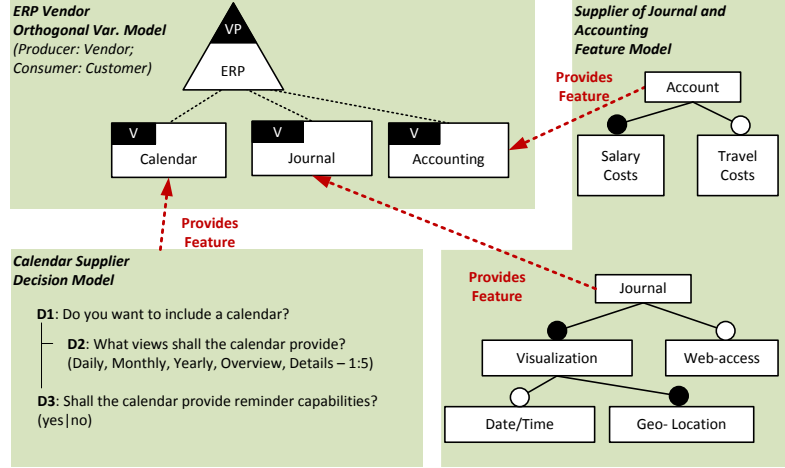 ERP Vendor
Orthogonal Var. Model
(Producer: Vendor;
Consumer: Customer)
VP
ERP
V
Calendar
V
Journal
V
Accounting
Supplier of Journal and
Accounting
Feature Model
Provides
Feature
Account
Salary
Costs
Travel
Costs
Provides
Feature
Calendar Supplier
Decision Model
D1: Do you want to include a calendar?
D2: What views shall the calendar provide?
(Daily, Monthly, Yearly, Overview, Details – 1:5)
D3: Shall the calendar provide reminder capabilities?
(yes|no)
Provides
Feature
Journal
Visualization
Web-access
Date/Time
Geo- Location